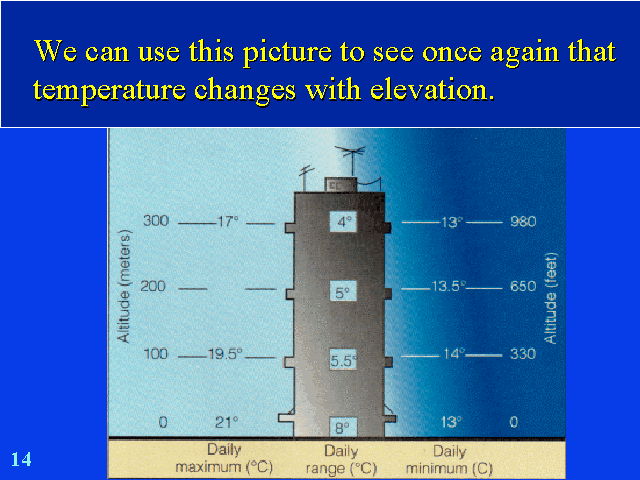 We can use this picture to see once again that
temperature changes with elevation.
300 17° 4° 13° 980
200 5° 13.5° 650
100 19.5° 5.5° 14° 330
0 21° 8° 13° 0
Altitude (meters)
Altitude (feet)
Daily
maximum (°C)
Daily
range (°C)
Daily
minimum (C)
14